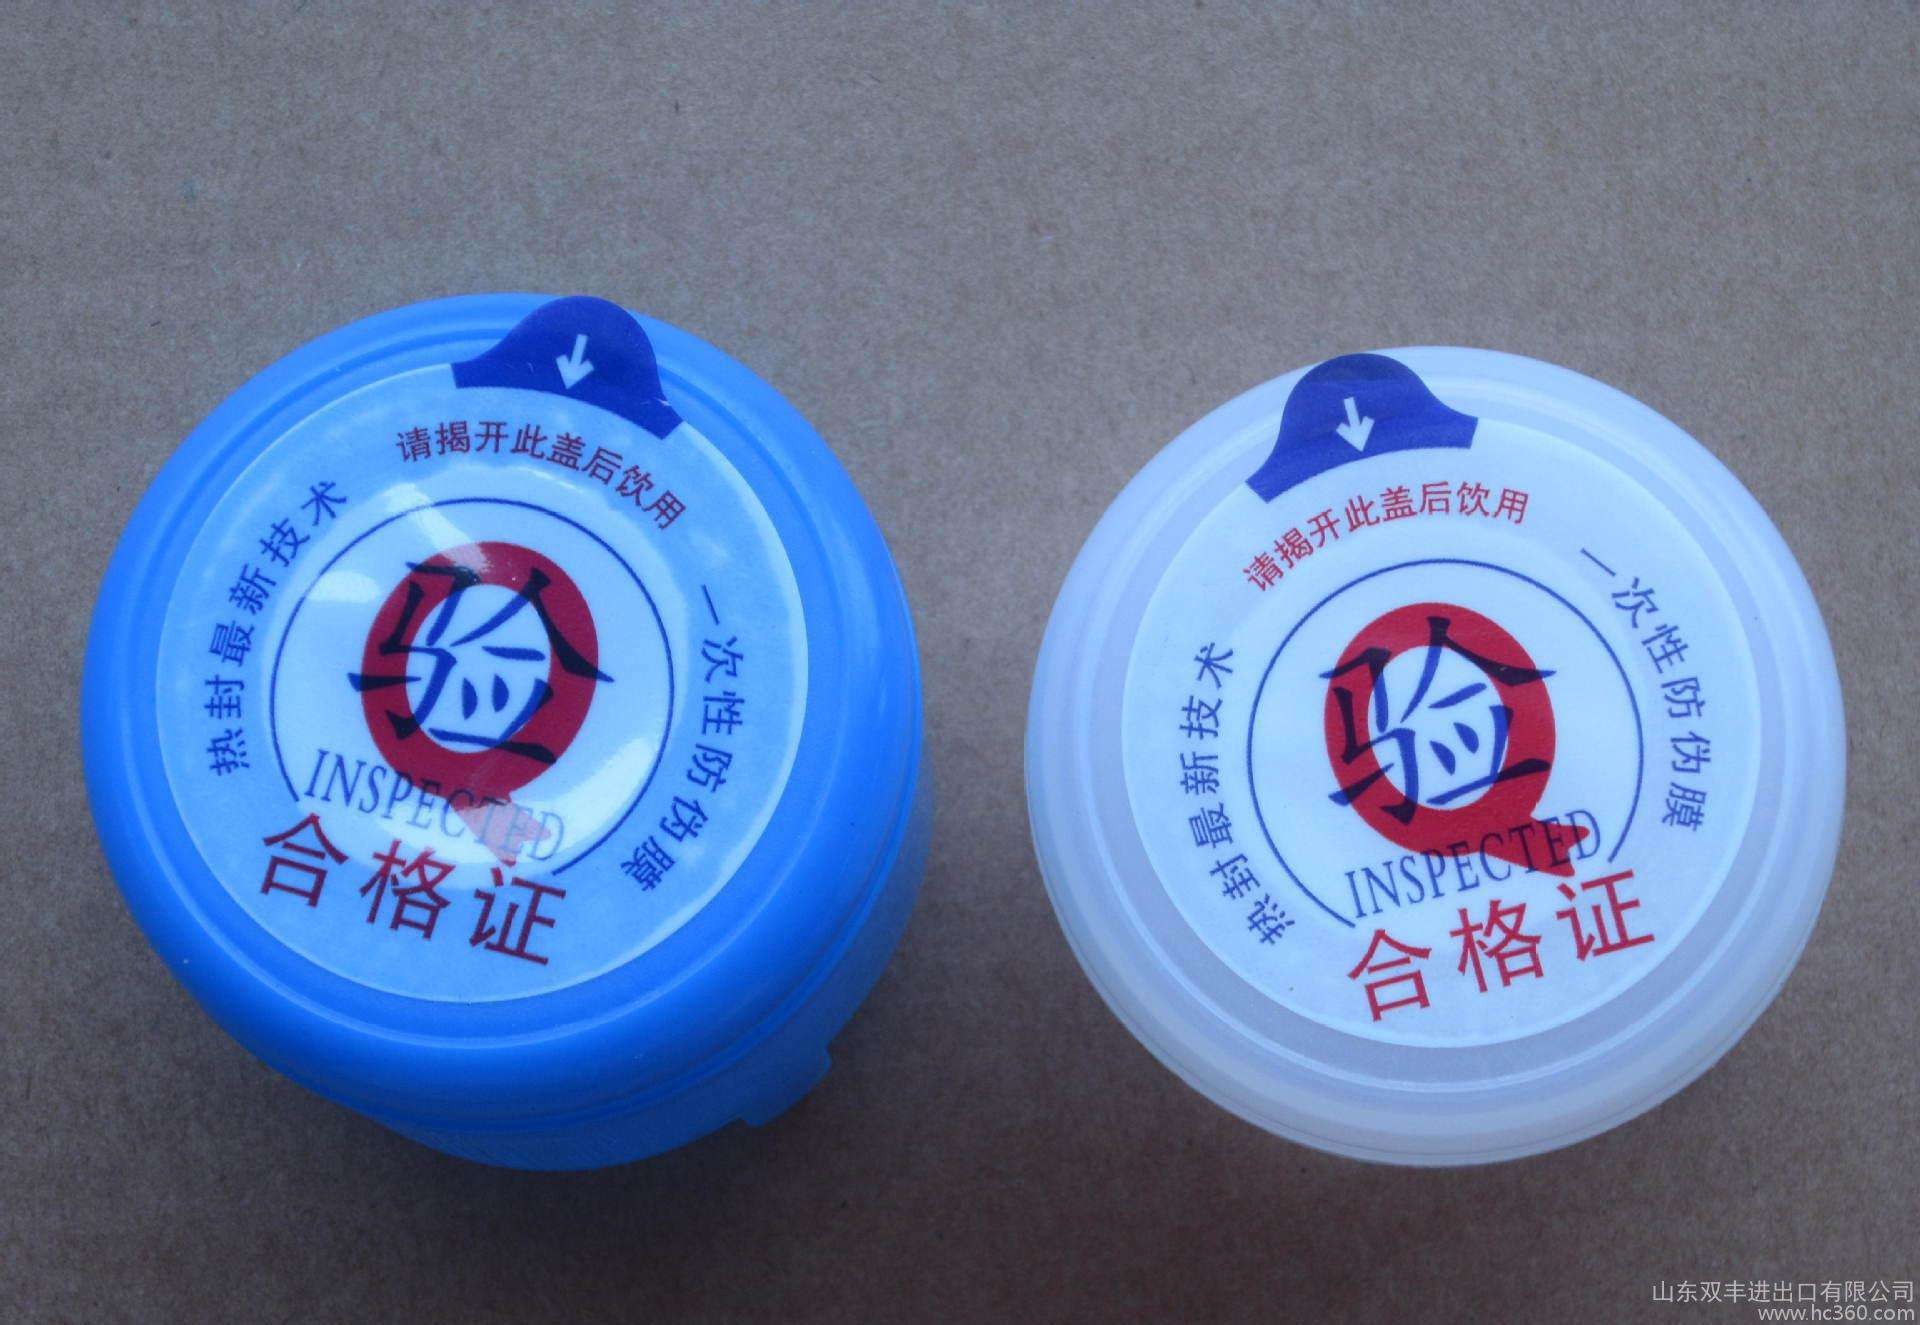 请揭开此盖后饮用
热封最新技术
一次性防伪膜
验
INSPECTED
合格证
请揭开此盖后饮用
热封最新技术
一次性防伪膜
验
INSPECTED
合格证
山东双丰进出口有限公司
www.hc360.com